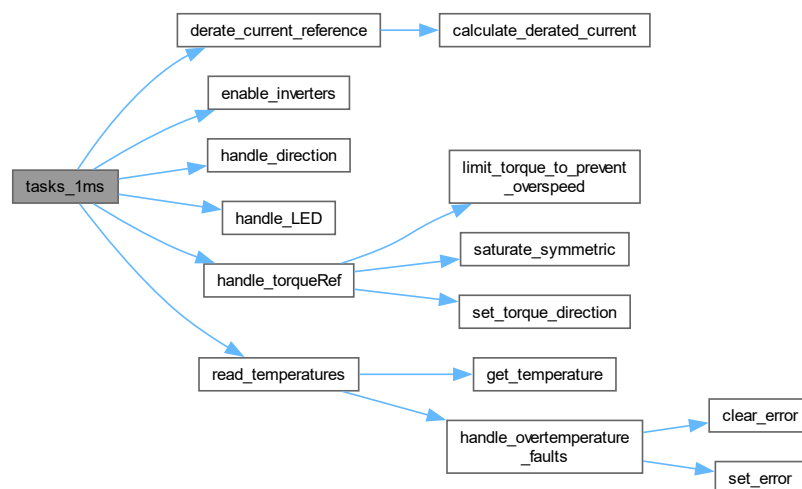 derate_current_reference
calculate_derated_current
enable_inverters
handle_direction
limit_torque_to_prevent
_overspeed
tasks_1ms
handle_LED
saturate_symmetric
handle_torqueRef
set_torque_direction
read_temperatures
get_temperature
clear_error
handle_overtemperature
_faults
set_error